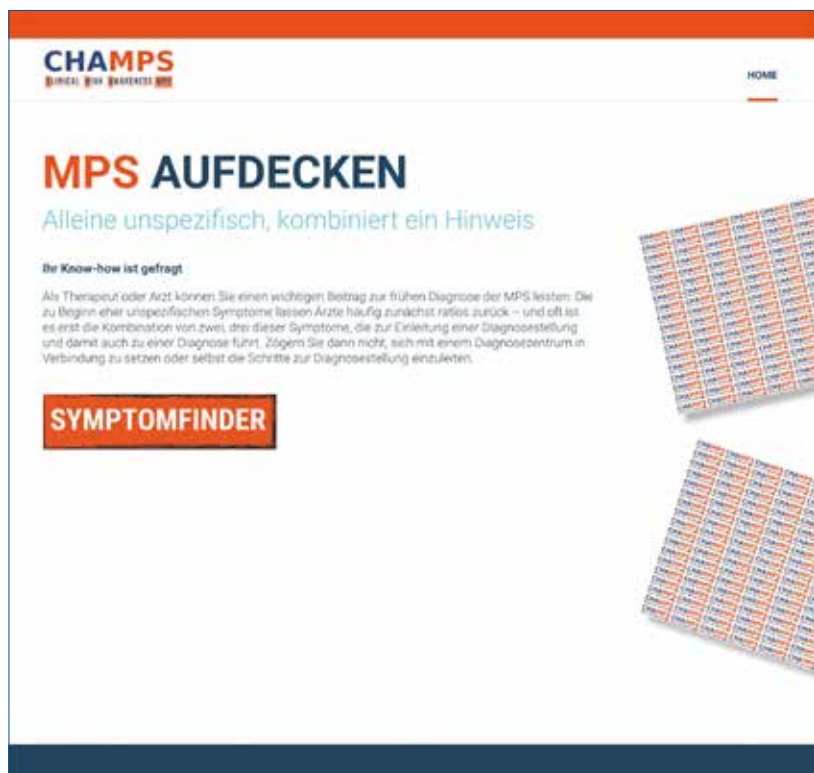 CHAMPS
CLINICAL HIGH AWARENESS MPS
HOME
MPS AUFDECKEN
Alleine unspezifisch, kombiniert ein Hinweis
Ihr Know-how ist gefragt
Als Therapeut oder Arzt können Sie einen wichtigen Beitrag zur frühen Diagnose der MPS leisten. Die
zu Beginn eher unspezifischen Symptome lassen Ärzte häufig zunächst ratlos zurück – und oft ist
es erst die Kombination von zwei, drei dieser Symptome, die zur Einleitung einer Diagnosestellung
und damit auch zu einer Diagnose führt. Zögern Sie dann nicht, sich mit einem Diagnosezentrum in
Verbindung zu setzen oder selbst die Schritte zur Diagnosestellung einzuleiten.
SYMPTOMFINDER